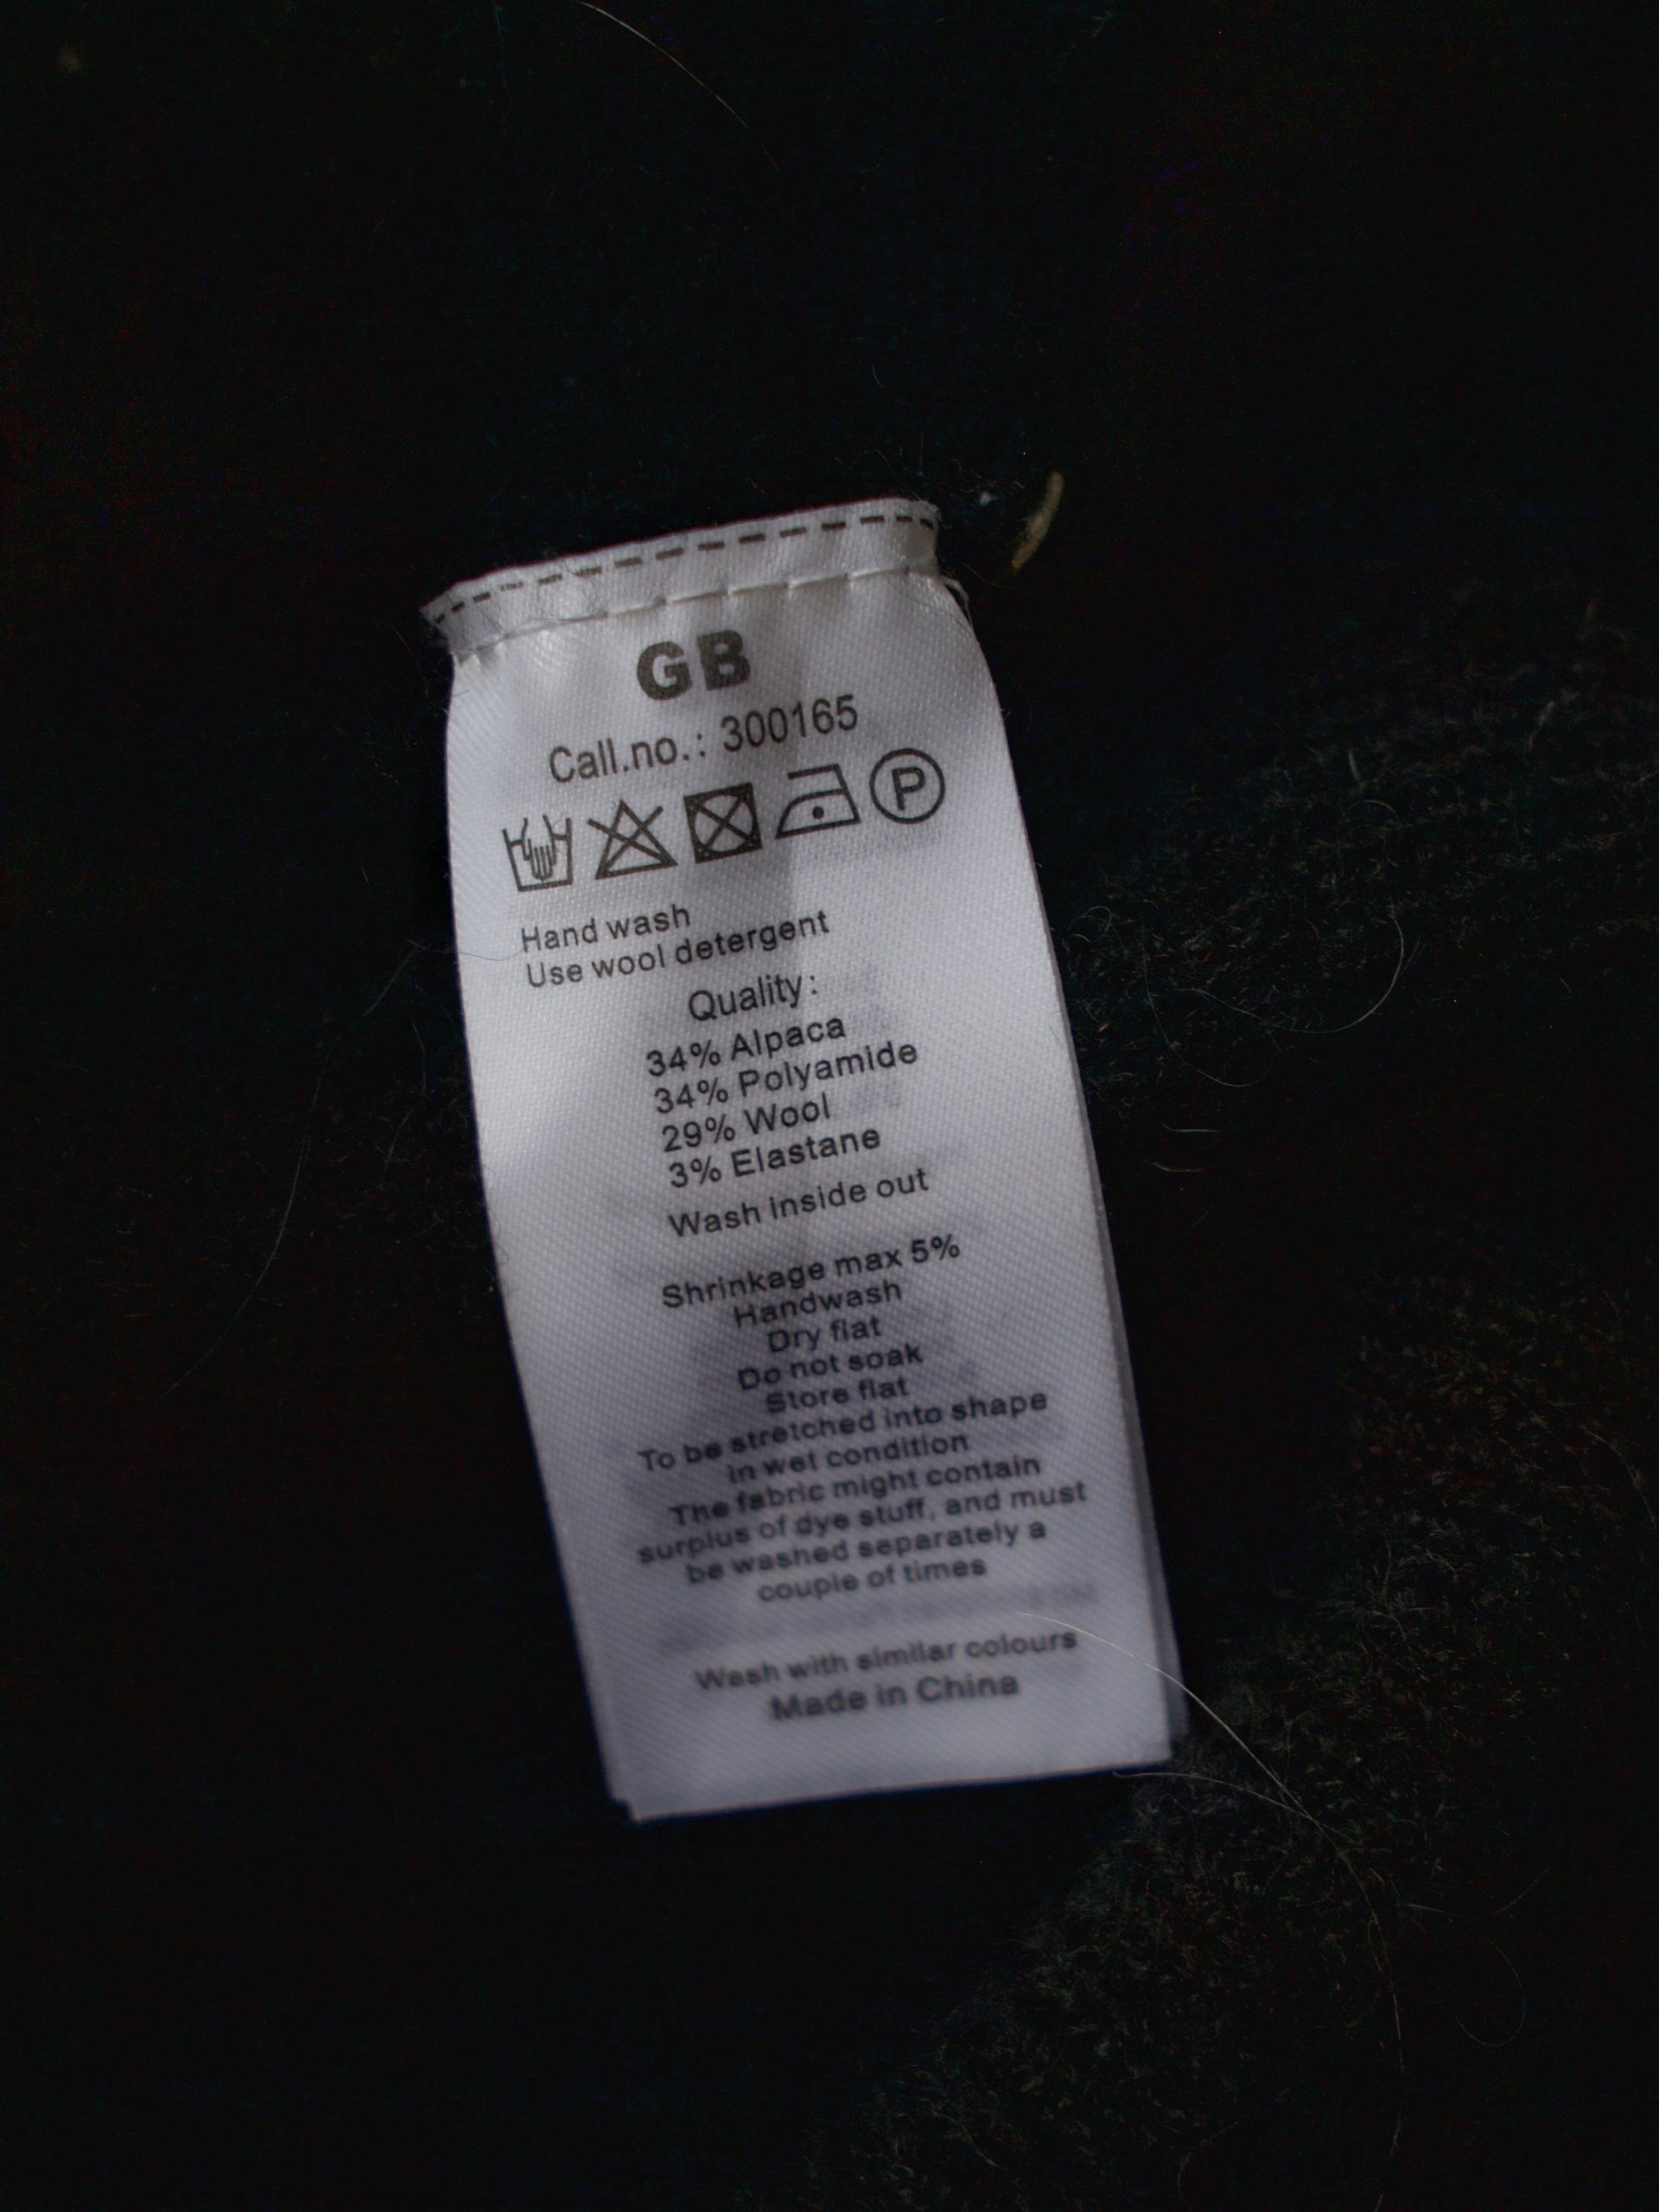 GB
Call.no.: 300165
P
Hand wash
Use wool detergent
Quality:
34% Alpaca
34% Polyamide
29% Wool
3% Elastane
Wash inside out
Shrinkage max 5%
Handwash
Dry flat
Do not soak
Store flat
To be stretched into shape
in wet condition
The fabric might contain
surplus of dye stuff, and must
be washed separately a
couple of times
Wash with similar colours
Made in China